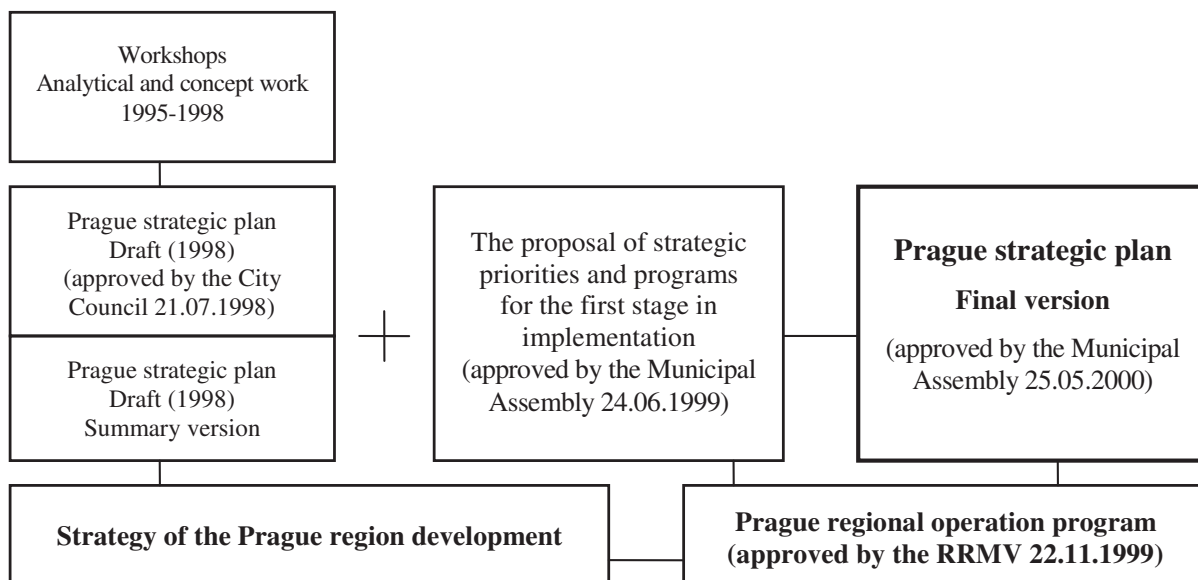 Workshops
Analytical and concept work
1995-1998
Prague strategic plan
Draft (1998)
(approved by the City
Council 21.07.1998)
Prague strategic plan
Draft (1998)
Summary version
The proposal of strategic
priorities and programs
for the first stage in
implementation
(approved by the Municipal
Assembly 24.06.1999)
Prague strategic plan
Final version
(approved by the Municipal
Assembly 25.05.2000)
Strategy of the Prague region development
Prague regional operation program
(approved by the RRMV 22.11.1999)